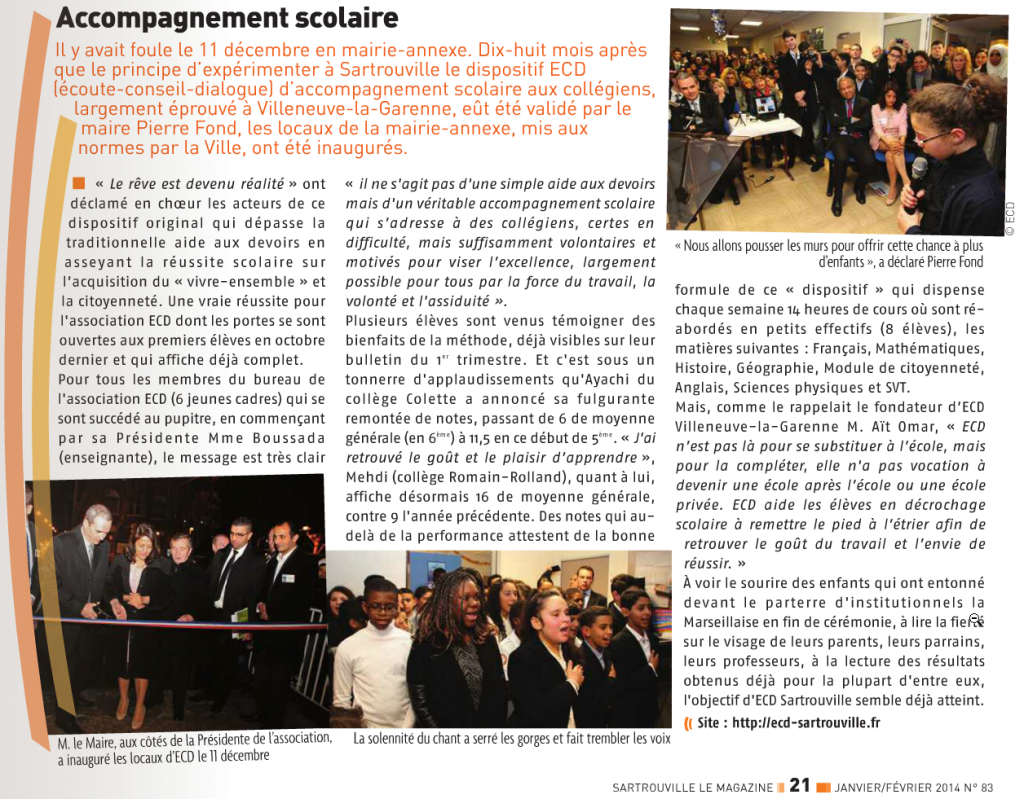 Accompagnement scolaire
Il y avait foule le 11 décembre en mairie-annexe. Dix-huit mois après
que le principe d'expérimenter à Sartrouville le dispositif ECD
(écoute-conseil-dialogue) d'accompagnement scolaire aux collégiens,
largement éprouvé à Villeneuve-la-Garenne, eût été validé par le
maire Pierre Fond, les locaux de la mairie-annexe, mis aux
normes par la Ville, ont été inaugurés.
« Le rêve est devenu réalité » ont
déclamé en chœur les acteurs de ce
dispositif original qui dépasse la
traditionnelle aide aux devoirs en
asseyant la réussite scolaire sur
l'acquisition du « vivre-ensemble » et
la citoyenneté. Une vraie réussite pour
l'association ECD dont les portes se sont
ouvertes aux premiers élèves en octobre
dernier et qui affiche déjà complet.
Pour tous les membres du bureau de
l'association ECD (6 jeunes cadres) qui se
sont succédé au pupitre, en commençant
par sa Présidente Mme Boussada
(enseignante), le message est très clair
« il ne s'agit pas d'une simple aide aux devoirs
mais d'un véritable accompagnement scolaire
qui s'adresse à des collégiens, certes en
difficulté, mais suffisamment volontaires et
motivés pour viser l'excellence, largement
possible pour tous par la force du travail, la
volonté et l'assiduité ».
Plusieurs élèves sont venus témoigner des
bienfaits de la méthode, déjà visibles sur leur
bulletin du 1er trimestre. Et c'est sous un
tonnerre d'applaudissements qu'Ayachi du
collège Colette a annoncé sa fulgurante
remontée de notes, passant de 6 de moyenne
générale (en 6ème) à 11,5 en ce début de 5ème. « J'ai
retrouvé le goût et le plaisir d'apprendre »,
Mehdi (collège Romain-Rolland), quant à lui,
affiche désormais 16 de moyenne générale,
contre 9 l'année précédente. Des notes qui au-
delà de la performance attestent de la bonne
© ECD
« Nous allons pousser les murs pour offrir cette chance à plus
d'enfants », a déclaré Pierre Fond
formule de ce « dispositif » qui dispense
chaque semaine 14 heures de cours où sont ré-
abordés en petits effectifs (8 élèves), les
matières suivantes : Français, Mathématiques,
Histoire, Géographie, Module de citoyenneté,
Anglais, Sciences physiques et SVT.
Mais, comme le rappelait le fondateur d'ECD
Villeneuve-la-Garenne M. Aït Omar, « ECD
n'est pas là pour se substituer à l'école, mais
pour la compléter, elle n'a pas vocation à
devenir une école après l'école ou une école
privée. ECD aide les élèves en décrochage
scolaire à remettre le pied à l'étrier afin de
retrouver le goût du travail et l'envie de
réussir. »
À voir le sourire des enfants qui ont entonné
devant le parterre d'institutionnels la
Marseillaise en fin de cérémonie, à lire la fierté
sur le visage de leurs parents, leurs parrains,
leurs professeurs, à la lecture des résultats
obtenus déjà pour la plupart d'entre eux,
l'objectif d'ECD Sartrouville semble déjà atteint.
Site : http://ecd-sartrouville.fr
M. le Maire, aux côtés de la Présidente de l'association,
a inauguré les locaux d'ECD le 11 décembre
La solennité du chant a serré les gorges et fait trembler les voix
SARTROUVILLE LE MAGAZINE 21 JANVIER/FÉVRIER 2014 N° 83